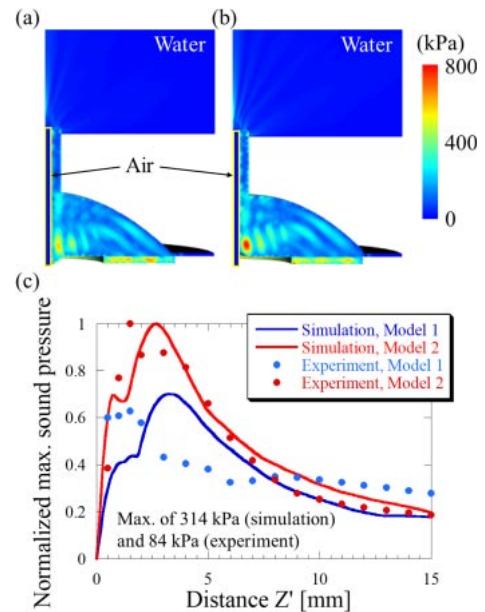 (a)
(b)
(kPa)
Water
Water
800
Air
400
0
(c)
Normalized max. sound pressure
1
0.8
0.6
0.4
0.2
0
Simulation, Model 1
Simulation, Model 2
Experiment, Model 1
Experiment, Model 2
Max. of 314 kPa (simulation)
and 84 kPa (experiment)
0
5
10
15
Distance Z' [mm]